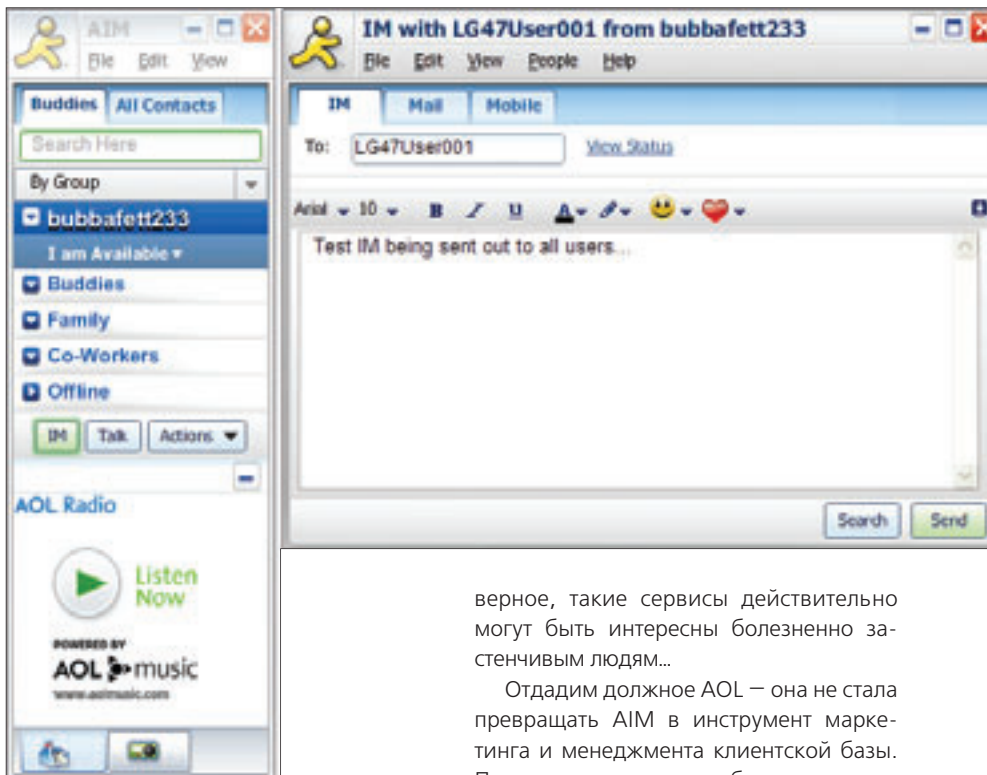 AIM
File Edit View
Buddies All Contacts
Search Here
By Group
bubbafett233
I am Available
Buddies
Family
Co-Workers
Offline
IM Talk Actions
AOL Radio
Listen
Now
POWERED BY
AOL music
www.aolmusic.com
IM with LG47User001 from bubbafett233
File Edit View People Help
IM Mail Mobile
To: LG47User001 View Status
Arial 10 B I U A
Test IM being sent out to all users...
Search Send
верное, такие сервисы действительно
могут быть интересны болезненно за-
стенчивым людям...
Отдадим должное AOL — она не стала
превращать AIM в инструмент марке-
тинга и менеджмента клиентской базы.